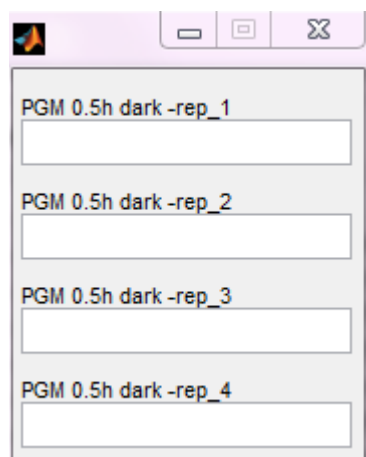 PGM 0.5h dark -rep_1
PGM 0.5h dark -rep_2
PGM 0.5h dark -rep_3
PGM 0.5h dark -rep_4